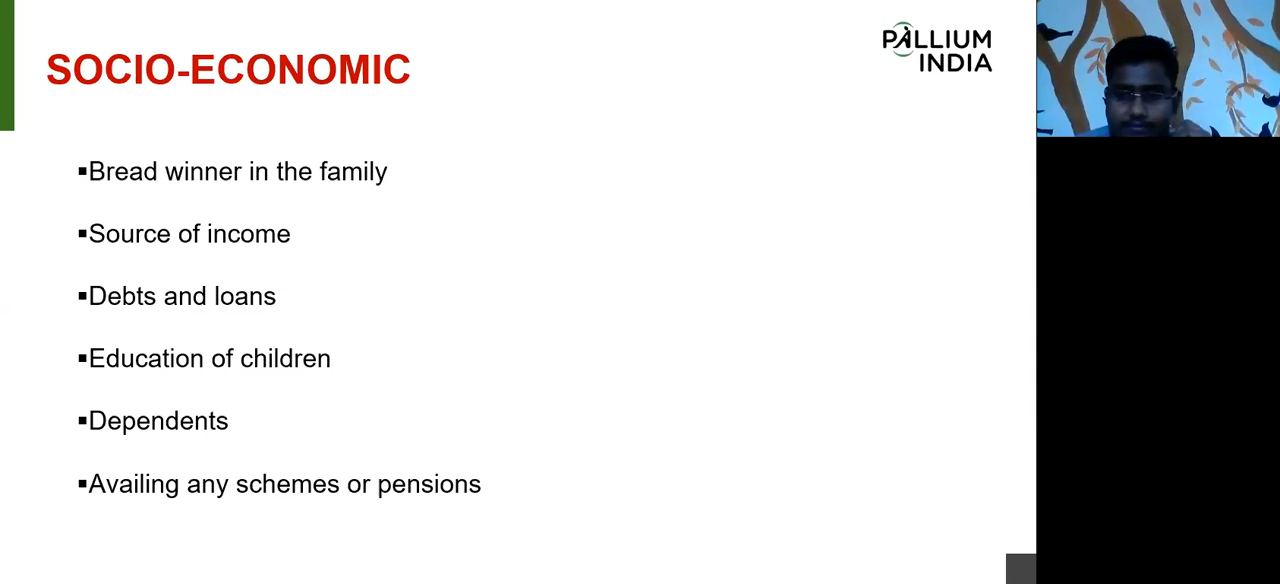 SOCIO-ECONOMIC
PALLIUM
INDIA
▪Bread winner in the family
▪Source of income
▪Debts and loans
▪Education of children
▪Dependents
▪Availing any schemes or pensions